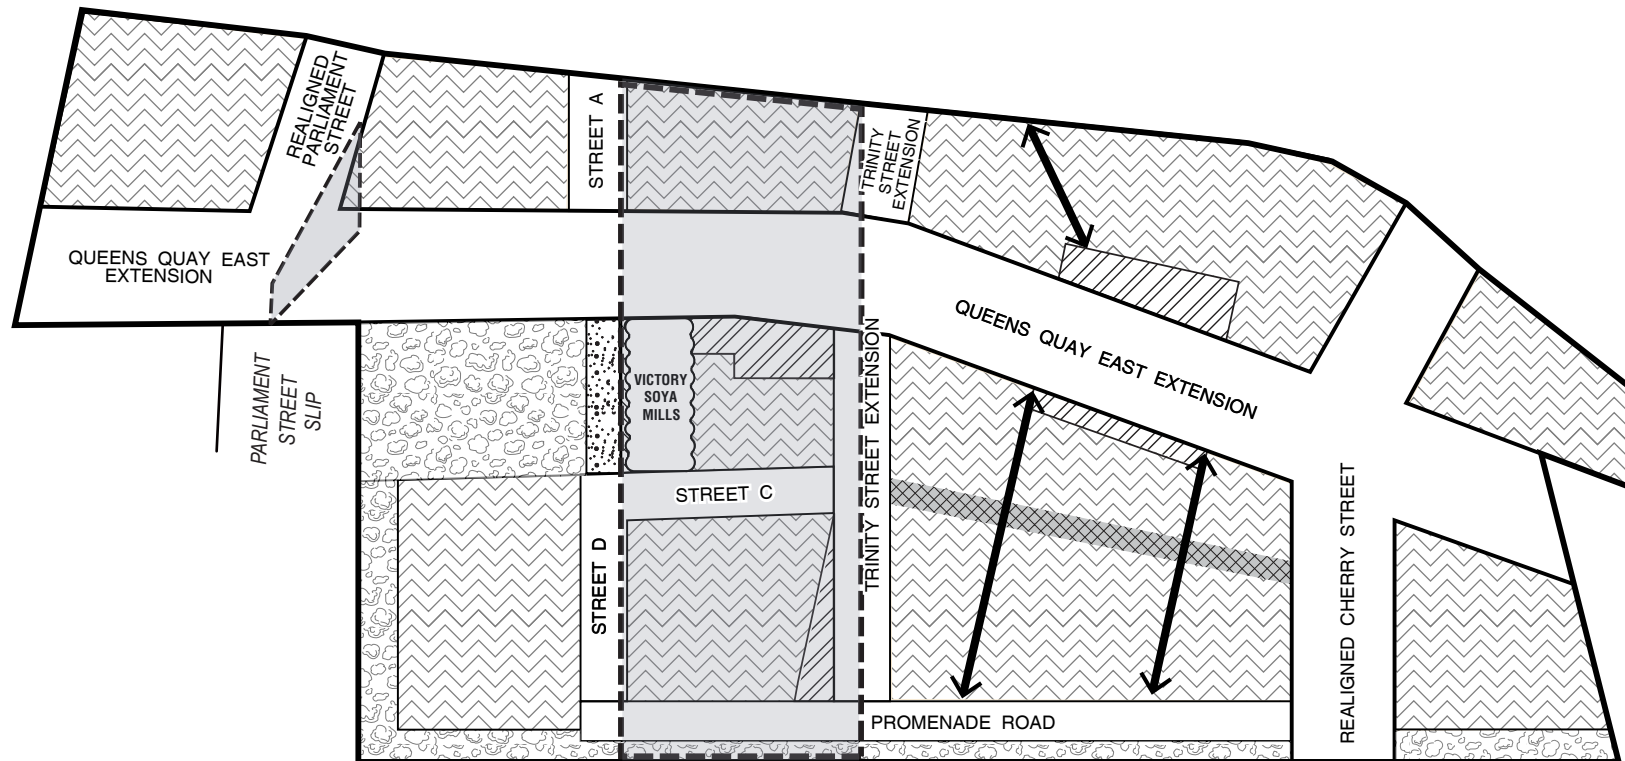 REALIGNED
PARLIAMENT
STREET
STREET A
TRINITY
STREET
EXTENSION
QUEENS QUAY EAST
EXTENSION
QUEENS QUAY EAST EXTENSION
PARLIAMENT
STREET
SLIP
VICTORY
SOYA
MILLS
TRINITY STREET EXTENSION
STREET C
STREET D
REALIGNED CHERRY STREET
PROMENADE ROAD